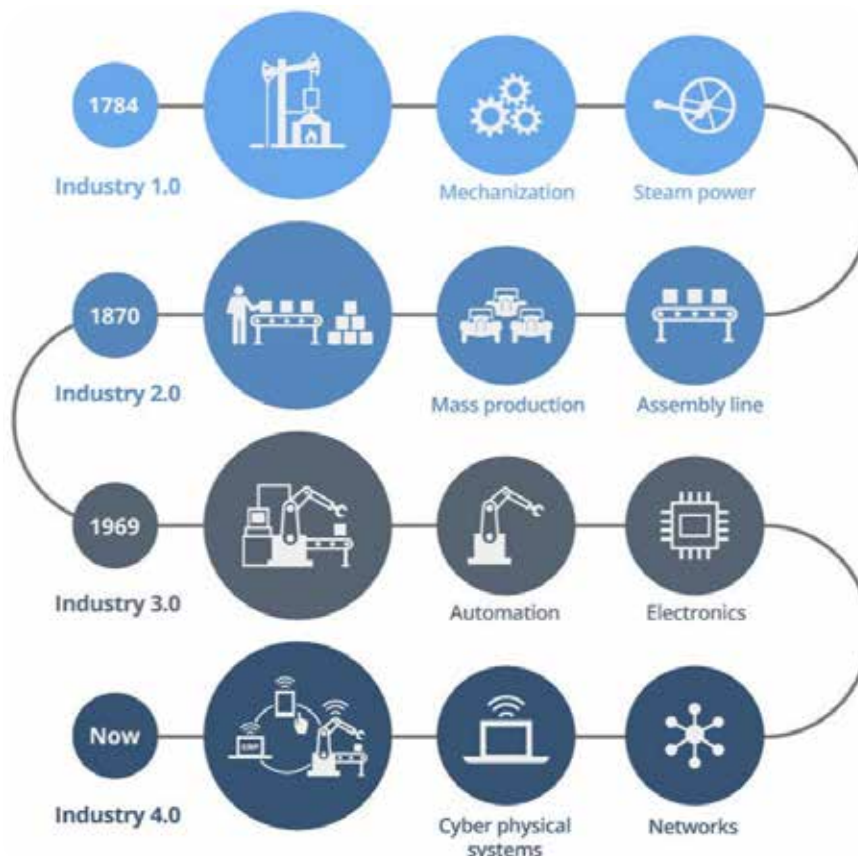 1784
Industry 1.0
Mechanization
Steam power
1870
Industry 2.0
Mass production
Assembly line
1969
Industry 3.0
Automation
Electronics
Now
Industry 4.0
Cyber physical
systems
Networks